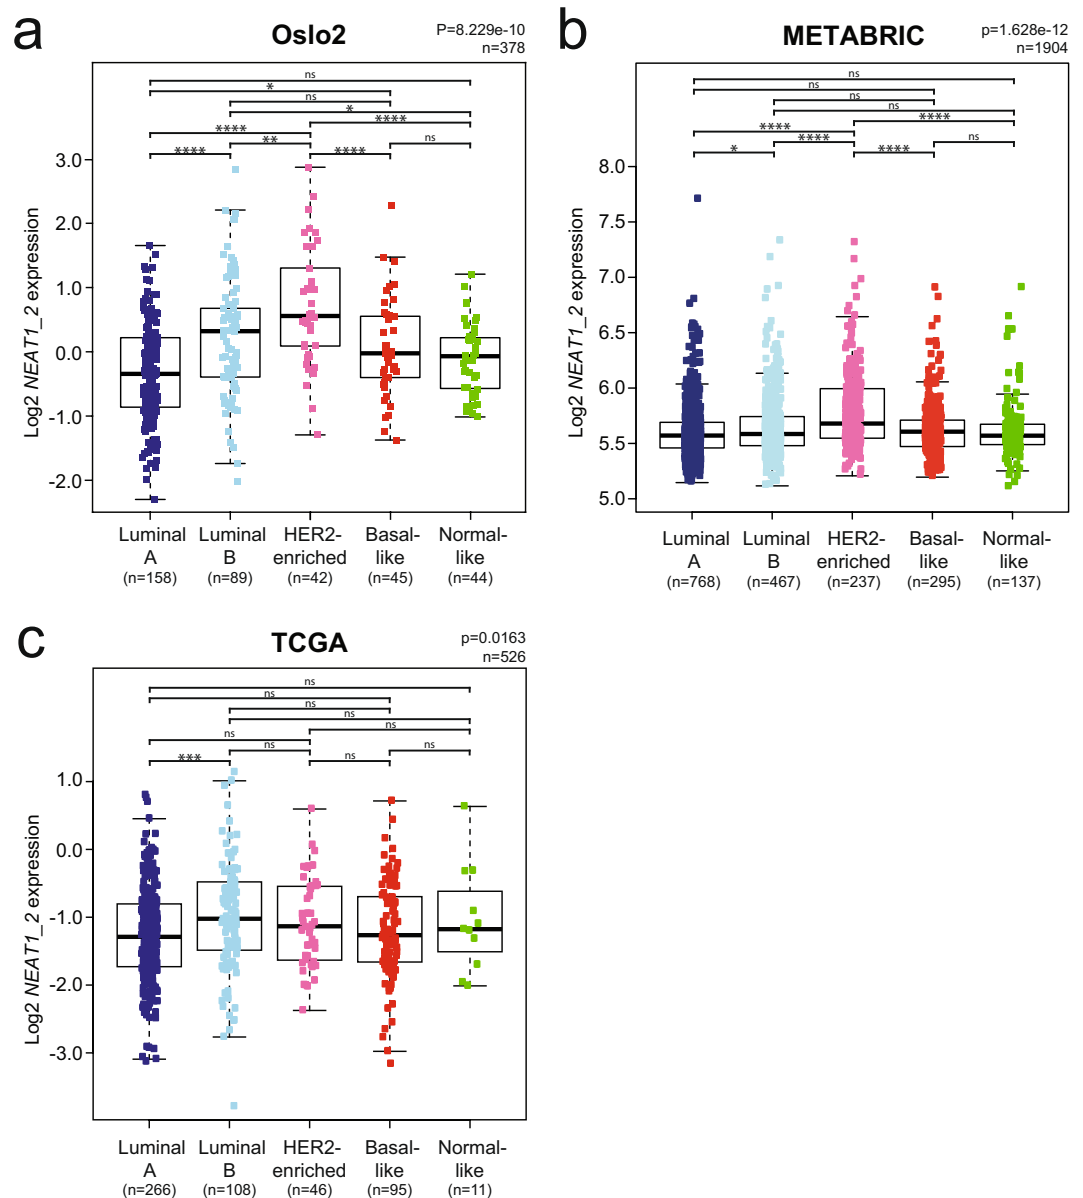 a
Oslo2
P=8.229e-10
n=378
ns
*
ns
*
****
****
**
ns
****
****
3.0
2.0
1.0
0.0
-1.0
-2.0
Log2 NEAT1_2 expression
Luminal A (n=158)
Luminal B (n=89)
HER2-enriched (n=42)
Basal-like (n=45)
Normal-like (n=44)
b
METABRIC
p=1.628e-12
n=1904
ns
ns
ns
ns
****
****
****
ns
*
****
8.0
7.5
7.0
6.5
6.0
5.5
5.0
Log2 NEAT1_2 expression
Luminal A (n=768)
Luminal B (n=467)
HER2-enriched (n=237)
Basal-like (n=295)
Normal-like (n=137)
c
TCGA
p=0.0163
n=526
ns
ns
ns
ns
ns
ns
ns
ns
***
ns
1.0
0.0
-1.0
-2.0
-3.0
Log2 NEAT1_2 expression
Luminal A (n=266)
Luminal B (n=108)
HER2-enriched (n=46)
Basal-like (n=95)
Normal-like (n=11)